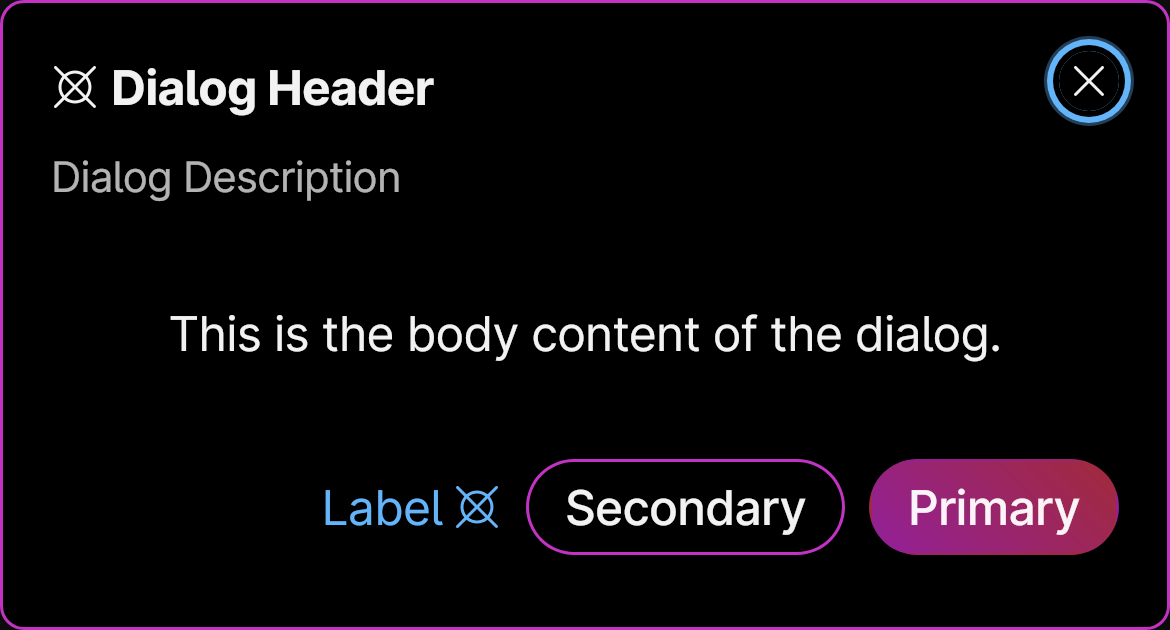 Dialog Header
Dialog Description
This is the body content of the dialog.
Label
Secondary
Primary